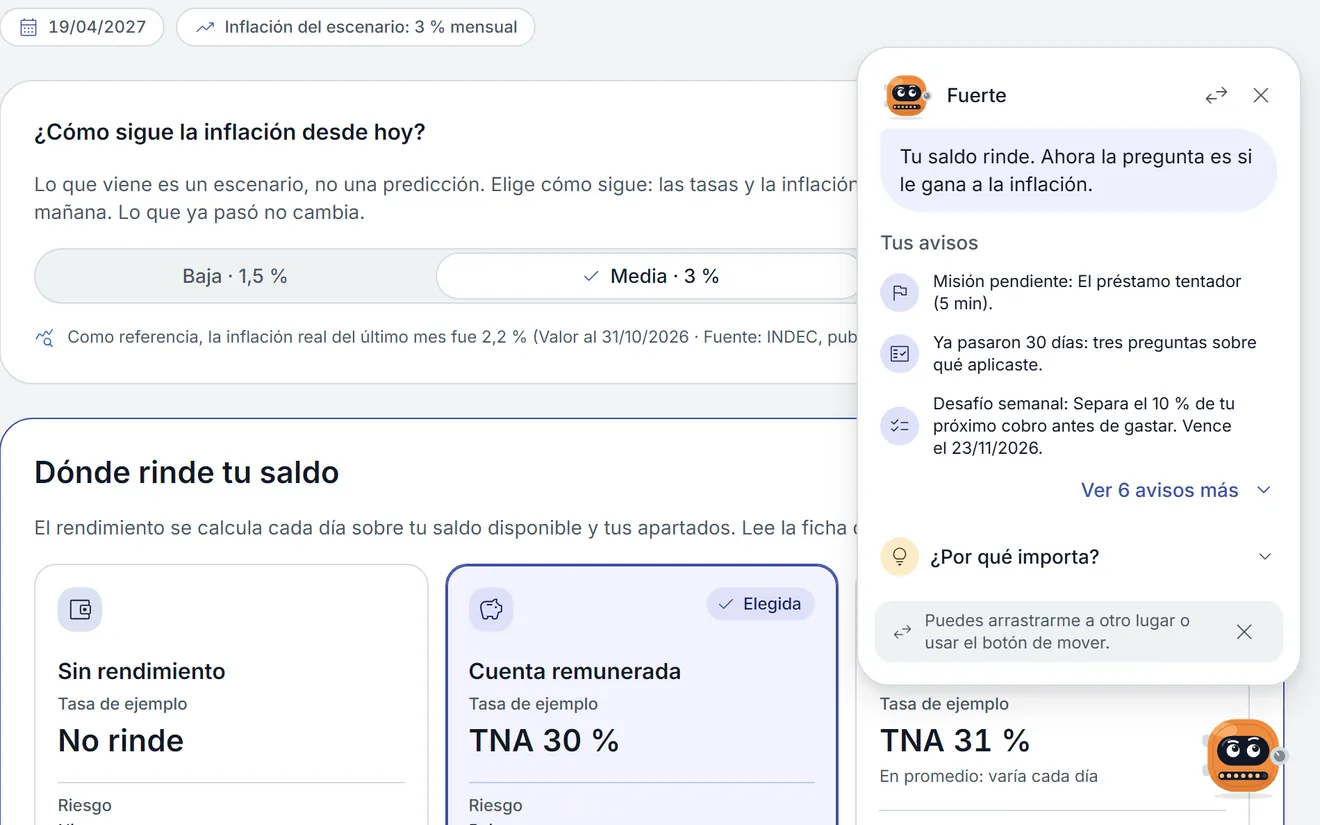 19/04/2027
Inflación del escenario: 3 % mensual
¿Cómo sigue la inflación desde hoy?
Lo que viene es un escenario, no una predicción. Elige cómo sigue: las tasas y la inflación
mañana. Lo que ya pasó no cambia.
Baja · 1,5 %
Media · 3 %
Como referencia, la inflación real del último mes fue 2,2 % (Valor al 31/10/2026 · Fuente: INDEC, pub
Dónde rinde tu saldo
El rendimiento se calcula cada día sobre tu saldo disponible y tus apartados. Lee la ficha
Sin rendimiento
Tasa de ejemplo
No rinde
Riesgo
Elegida
Cuenta remunerada
Tasa de ejemplo
TNA 30 %
Riesgo
Tasa de ejemplo
TNA 31 %
En promedio: varía cada día
Fuerte
Tu saldo rinde. Ahora la pregunta es si
le gana a la inflación.
Tus avisos
Misión pendiente: El préstamo tentador
(5 min).
Ya pasaron 30 días: tres preguntas sobre
qué aplicaste.
Desafío semanal: Separa el 10 % de tu
próximo cobro antes de gastar. Vence
el 23/11/2026.
Ver 6 avisos más
¿Por qué importa?
Puedes arrastrarme a otro lugar o
usar el botón de mover.